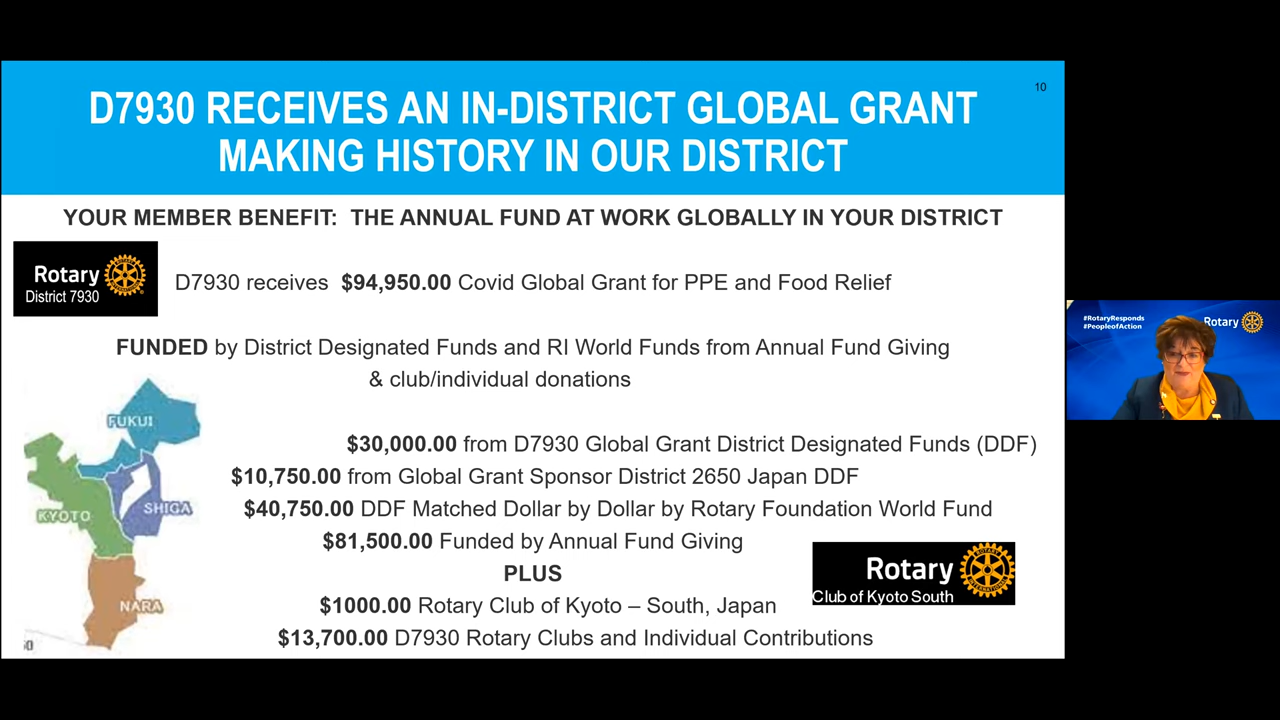 10
D7930 RECEIVES AN IN-DISTRICT GLOBAL GRANT
MAKING HISTORY IN OUR DISTRICT
YOUR MEMBER BENEFIT: THE ANNUAL FUND AT WORK GLOBALLY IN YOUR DISTRICT
Rotary
District 7930
D7930 receives $94,950.00 Covid Global Grant for PPE and Food Relief
FUNDED by District Designated Funds and RI World Funds from Annual Fund Giving
& club/individual donations
#RotaryResponds
#PeopleofAction
Rotary
FUKUI
KYOTO
SHIGA
NARA
$30,000.00 from D7930 Global Grant District Designated Funds (DDF)
$10,750.00 from Global Grant Sponsor District 2650 Japan DDF
$40,750.00 DDF Matched Dollar by Dollar by Rotary Foundation World Fund
$81,500.00 Funded by Annual Fund Giving
PLUS
$1000.00 Rotary Club of Kyoto – South, Japan
$13,700.00 D7930 Rotary Clubs and Individual Contributions
Rotary
Club of Kyoto South